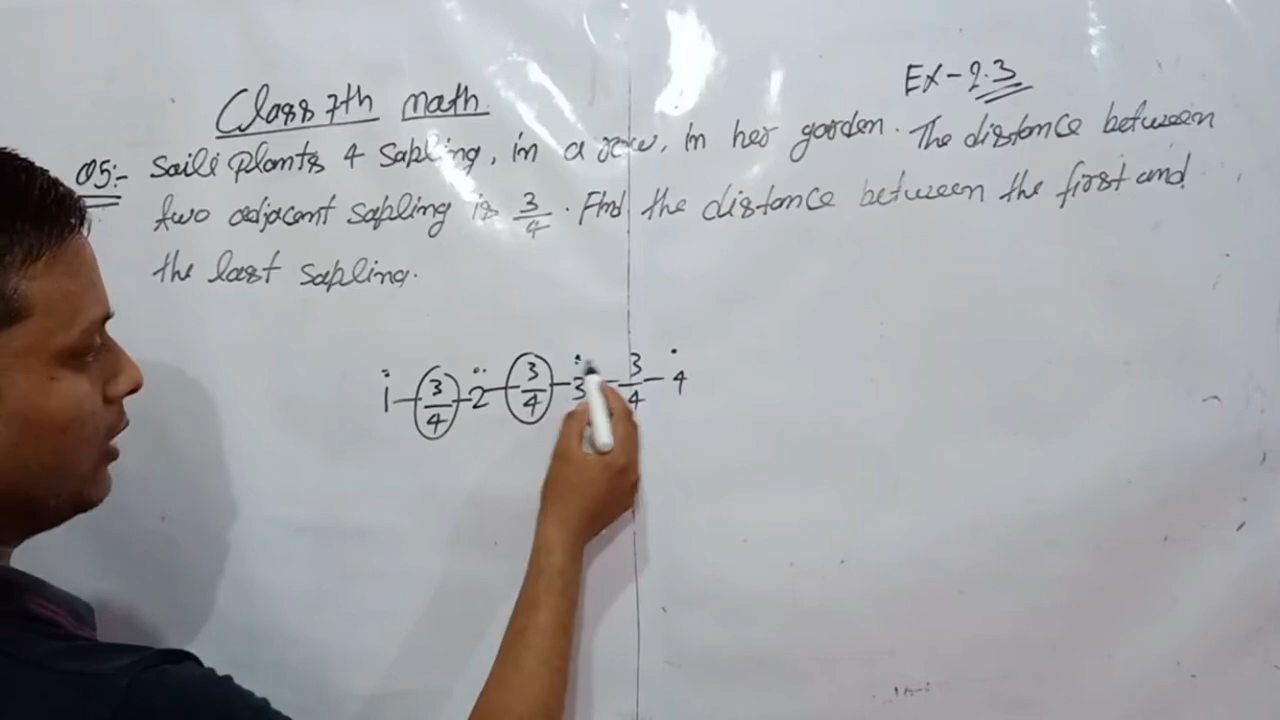 Class 7th math
Ex-2.3
Q5:- Saili plants 4 sapling, in a row, in her garden. The distance between
two adjacent sapling is 3/4. Find the distance between the first and
the last sapling.
1 - 3/4 - 2 - 3/4 - 3 - 3/4 - 4